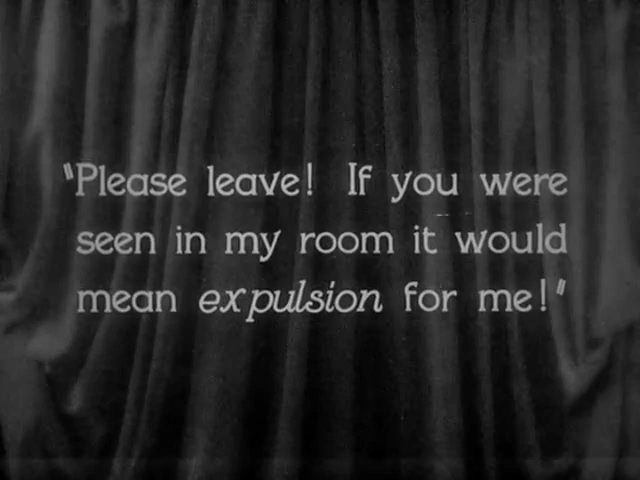 "Please leave! If you were
seen in my room it would
mean expulsion for me!"